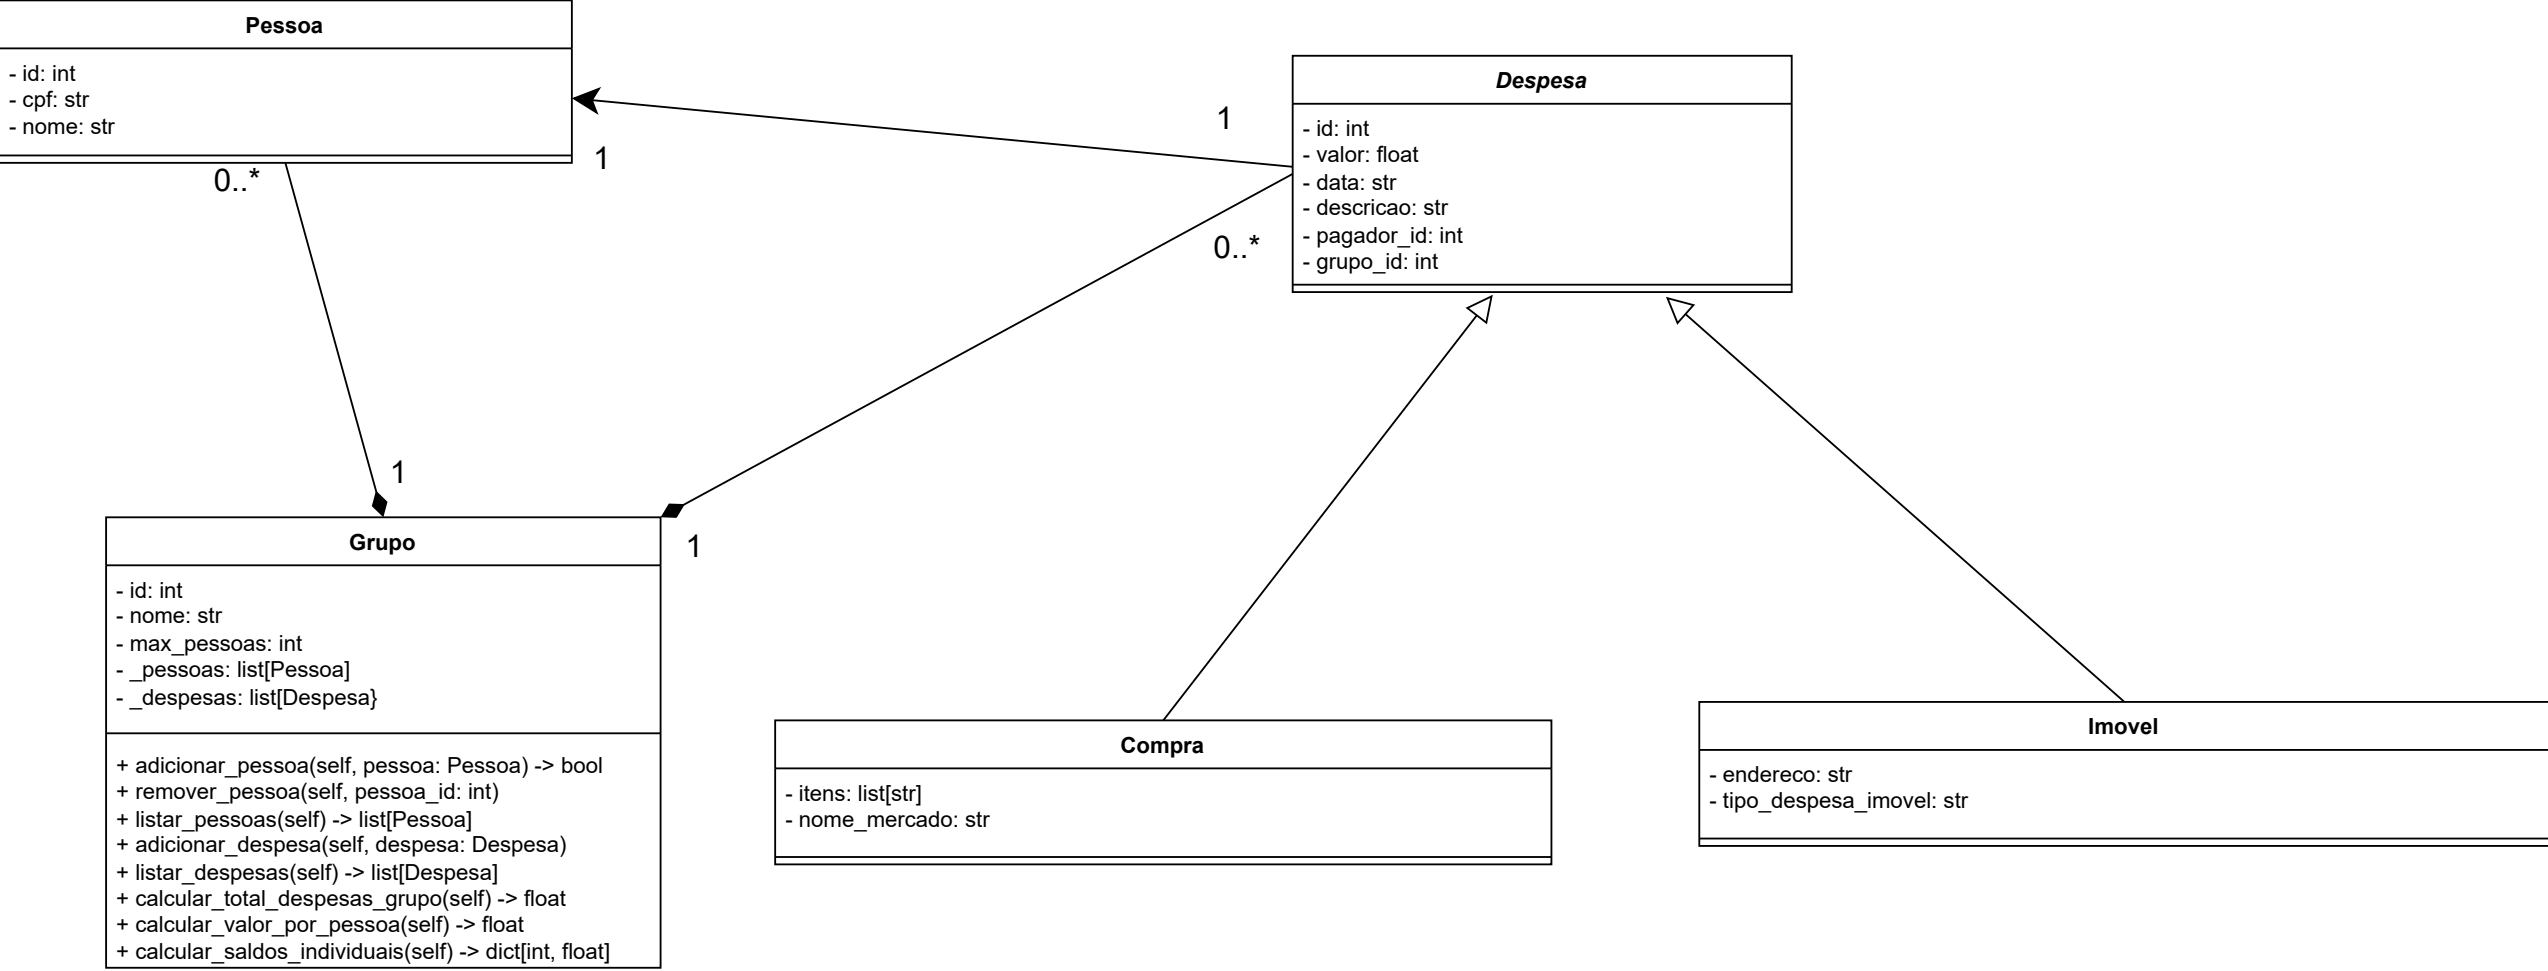 Pessoa
- id: int
- cpf: str
- nome: str
0..*
1
1
0..*
Despesa
- id: int
- valor: float
- data: str
- descricao: str
- pagador_id: int
- grupo_id: int
1
1
Grupo
- id: int
- nome: str
- max_pessoas: int
- _pessoas: list[Pessoa]
- _despesas: list[Despesa}
+ adicionar_pessoa(self, pessoa: Pessoa) -> bool
+ remover_pessoa(self, pessoa_id: int)
+ listar_pessoas(self) -> list[Pessoa]
+ adicionar_despesa(self, despesa: Despesa)
+ listar_despesas(self) -> list[Despesa]
+ calcular_total_despesas_grupo(self) -> float
+ calcular_valor_por_pessoa(self) -> float
+ calcular_saldos_individuais(self) -> dict[int, float]
Compra
- itens: list[str]
- nome_mercado: str
Imovel
- endereco: str
- tipo_despesa_imovel: str